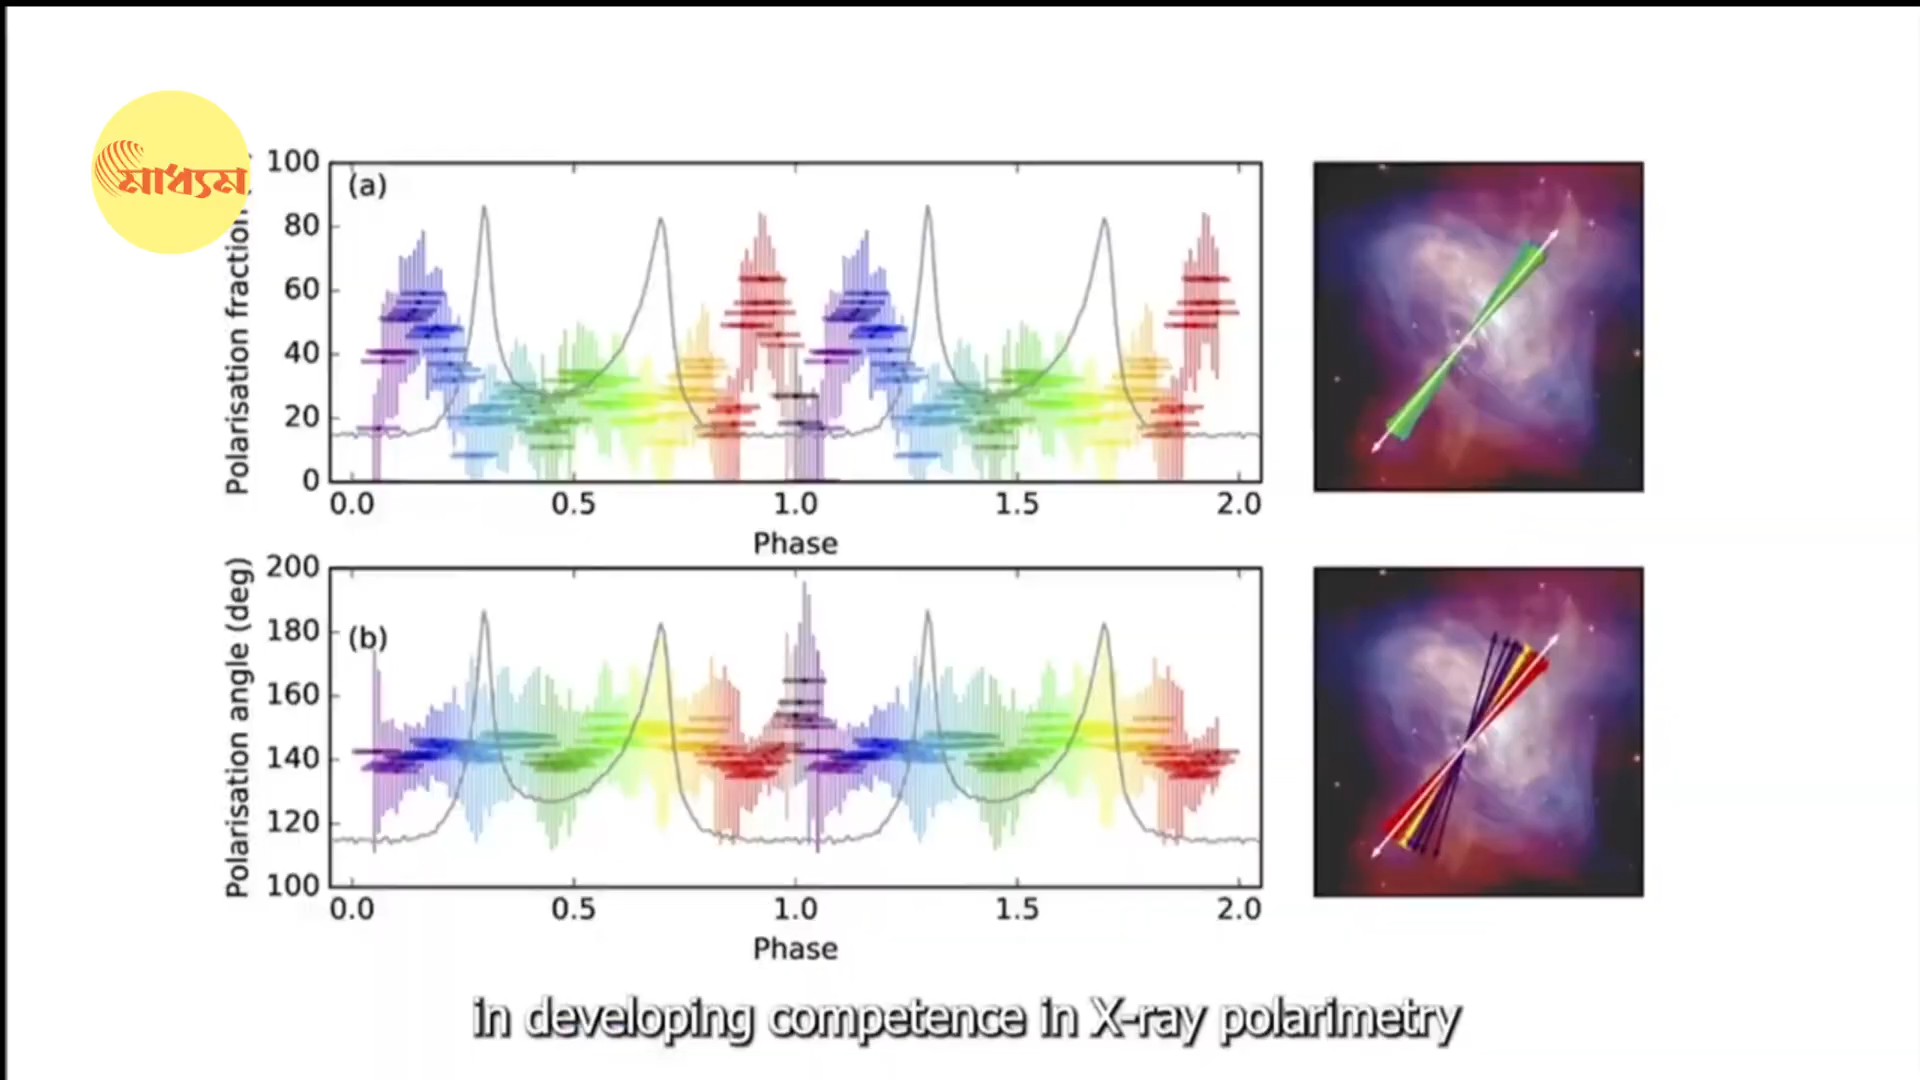 মাধ্যম
Polarisation fraction
100
80
60
40
20
0
(a)
0.0 0.5 1.0 1.5 2.0
Phase
Polarisation angle (deg)
200
180
160
140
120
100
(b)
0.0 0.5 1.0 1.5 2.0
Phase
in developing competence in X-ray polarimetry